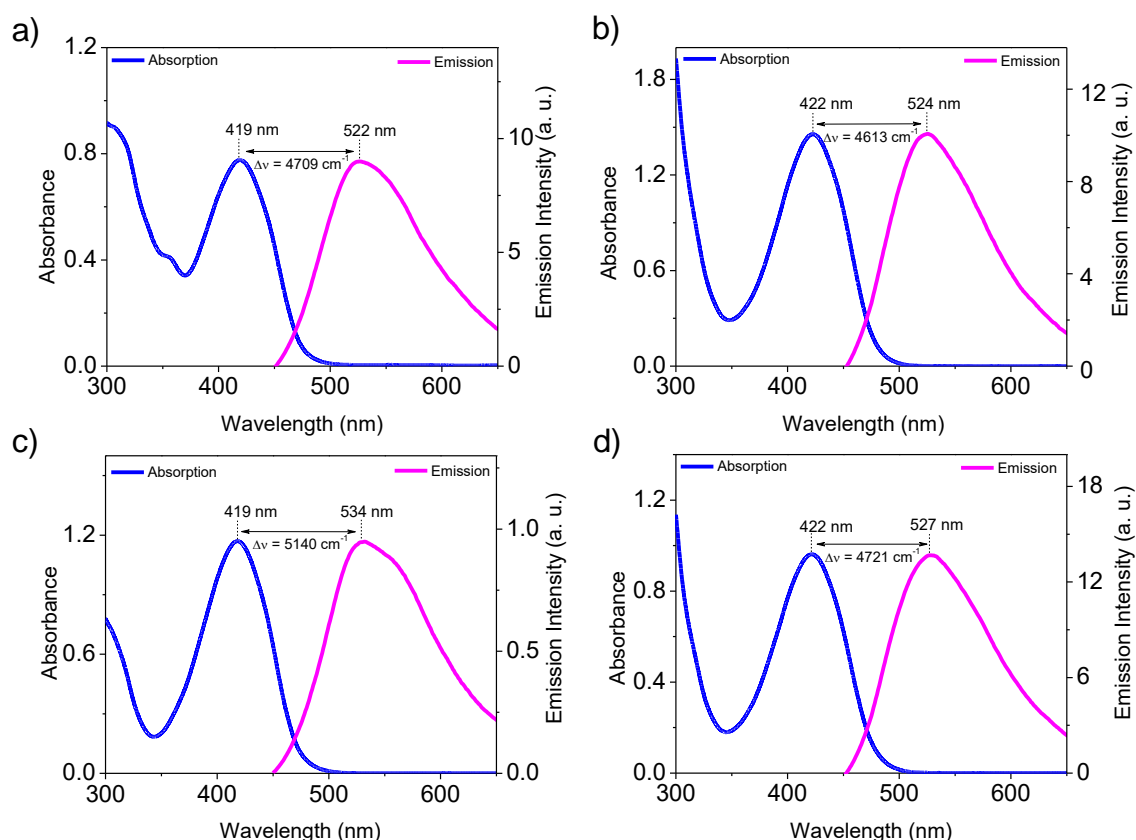 a)
Absorption
Emission
419 nm
522 nm
Δν = 4709 cm⁻¹
1.2
0.8
0.4
0.0
10
5
0
300
400
500
600
Absorbance
Emission Intensity (a. u.)
Wavelength (nm)
b)
Absorption
Emission
422 nm
524 nm
Δν = 4613 cm⁻¹
1.8
1.2
0.6
0.0
12
8
4
0
300
400
500
600
Absorbance
Emission Intensity (a. u.)
Wavelength (nm)
c)
Absorption
Emission
419 nm
534 nm
Δν = 5140 cm⁻¹
1.2
0.6
0.0
1.0
0.5
0.0
300
400
500
600
Absorbance
Emission Intensity (a. u.)
Wavelength (nm)
d)
Absorption
Emission
422 nm
527 nm
Δν = 4721 cm⁻¹
1.2
0.8
0.4
0.0
18
12
6
0
300
400
500
600
Absorbance
Emission Intensity (a. u.)
Wavelength (nm)